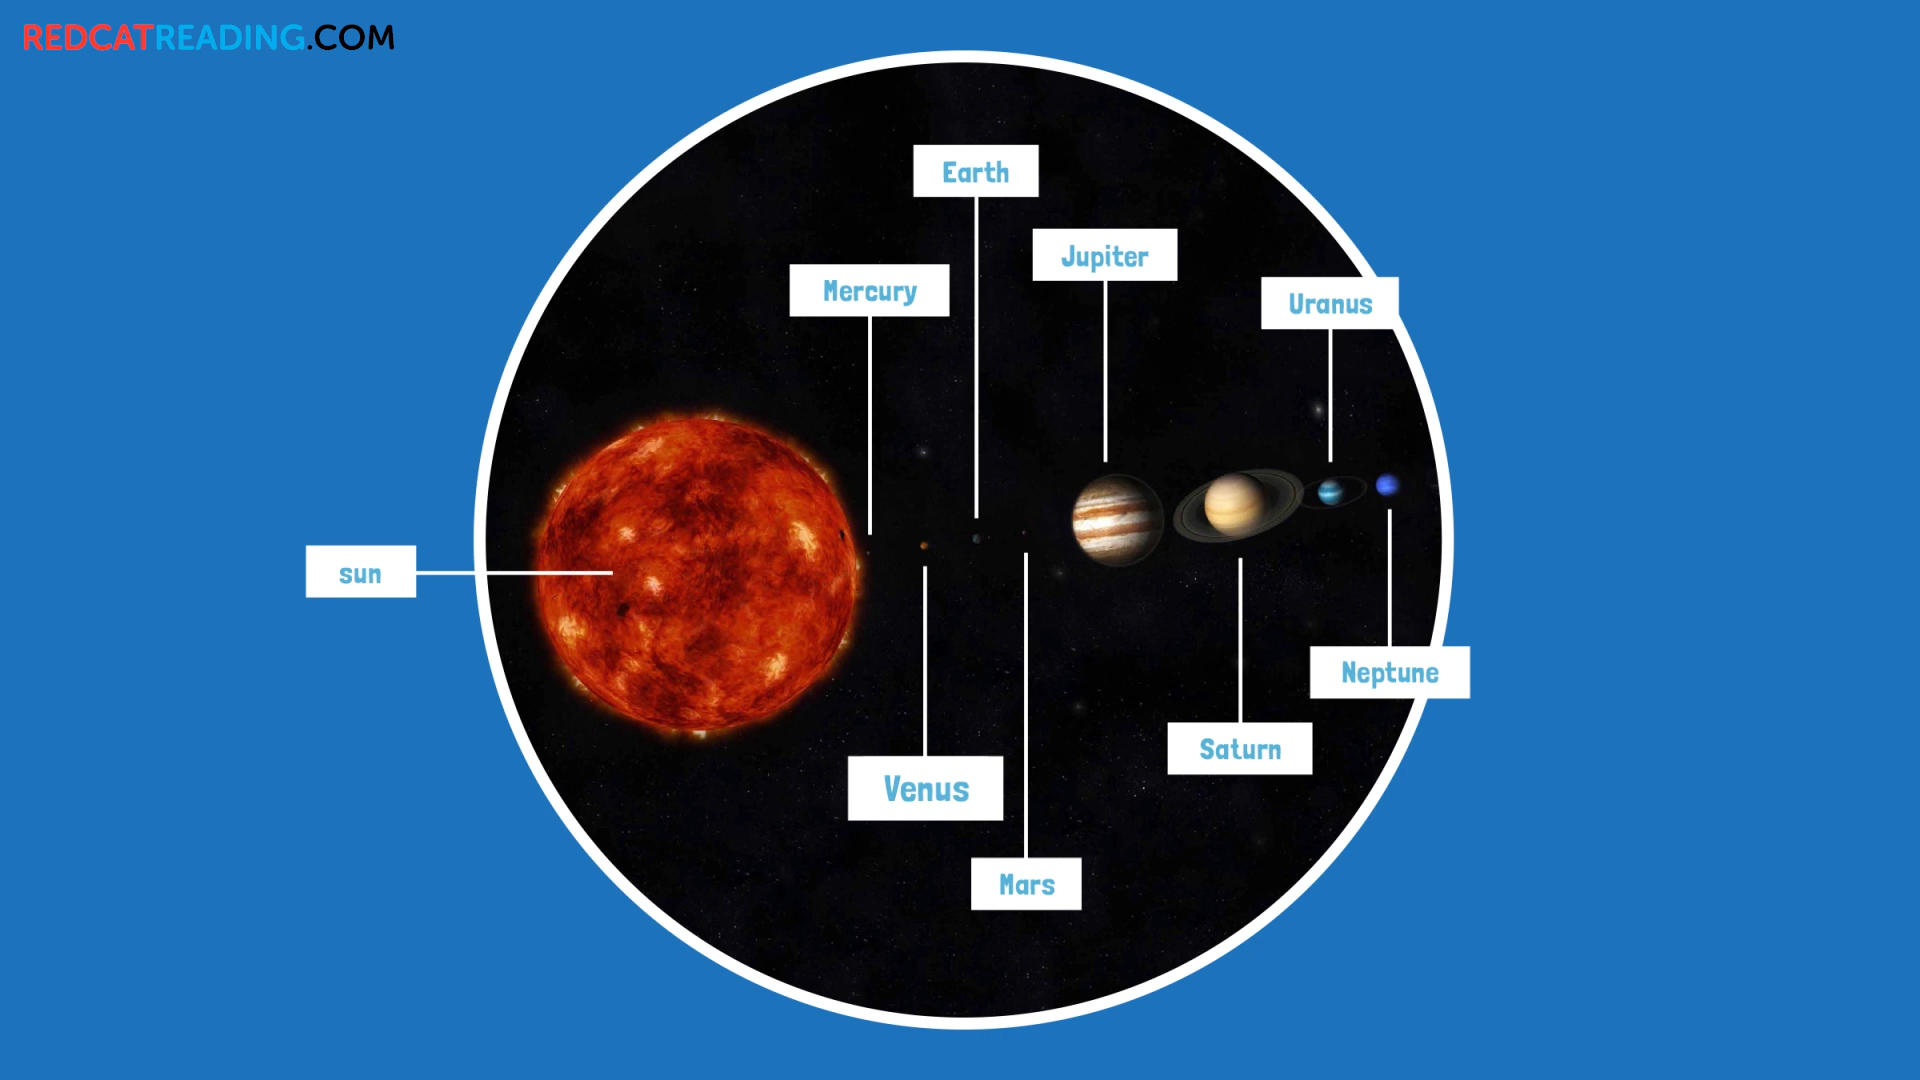 REDCATREADING.COM
Earth
Jupiter
Mercury
Uranus
sun
Neptune
Saturn
Venus
Mars